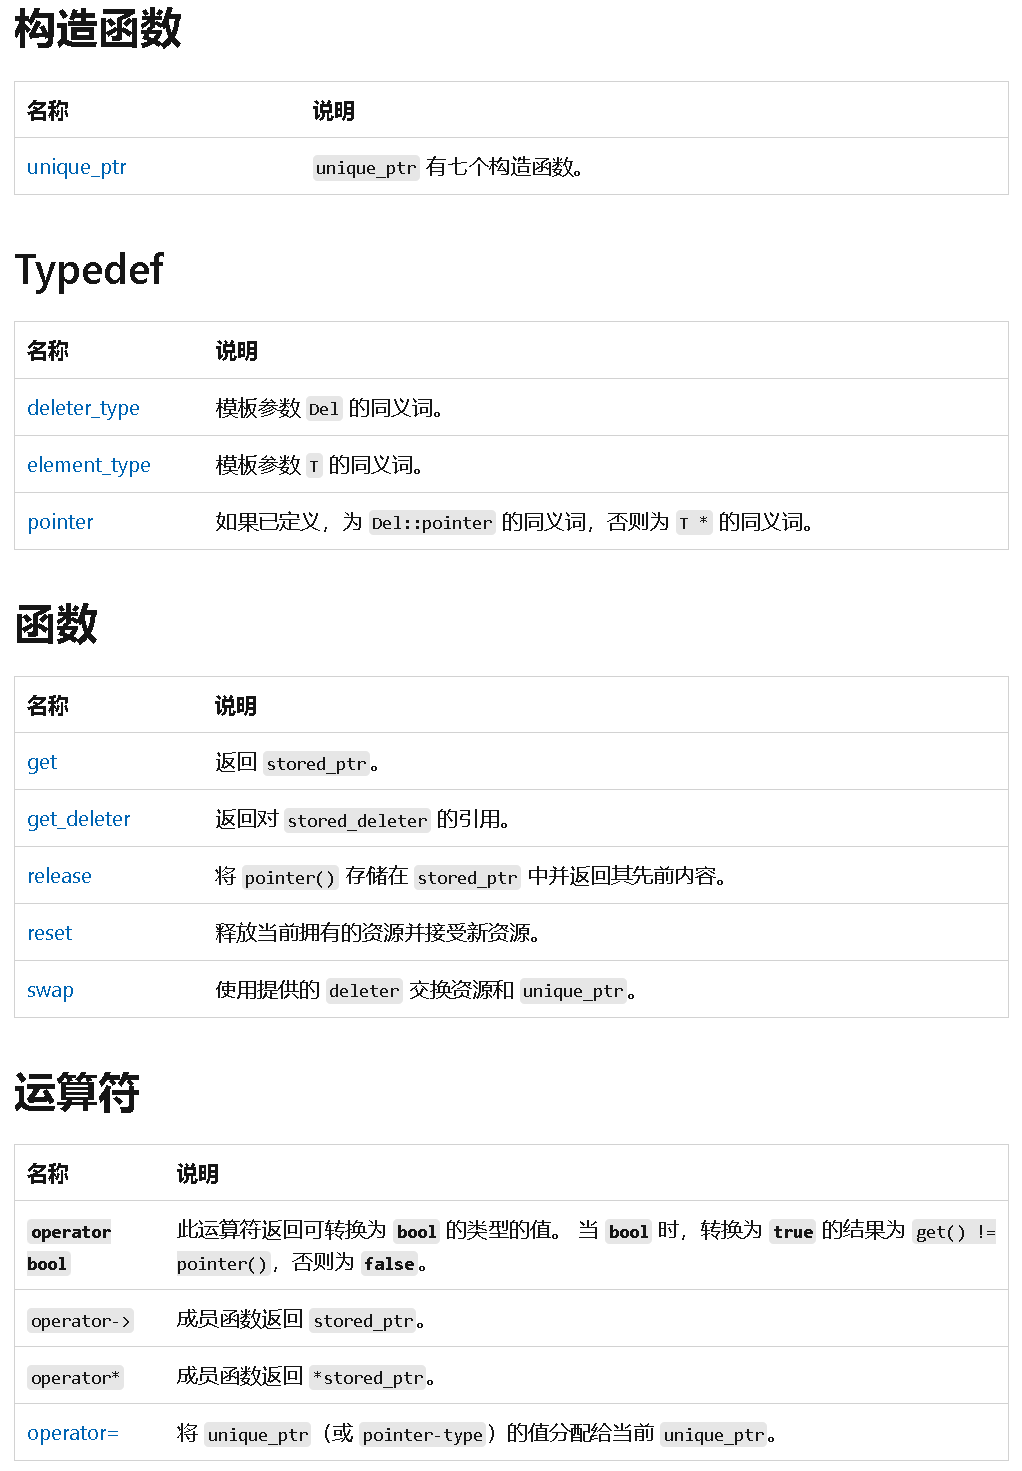 构造函数
名称 说明
unique_ptr unique_ptr 有七个构造函数。
Typedef
名称 说明
deleter_type 模板参数 Del 的同义词。
element_type 模板参数 T 的同义词。
pointer 如果已定义，为 Del::pointer 的同义词，否则为 T * 的同义词。
函数
名称 说明
get 返回 stored_ptr。
get_deleter 返回对 stored_deleter 的引用。
release 将 pointer() 存储在 stored_ptr 中并返回其先前内容。
reset 释放当前拥有的资源并接受新资源。
swap 使用提供的 deleter 交换资源和 unique_ptr。
运算符
名称 说明
operator bool 此运算符返回可转换为 bool 的类型的值。 当 bool 时，转换为 true 的结果为 get() !=
pointer()，否则为 false。
operator-> 成员函数返回 stored_ptr。
operator* 成员函数返回 *stored_ptr。
operator= 将 unique_ptr（或 pointer-type）的值分配给当前 unique_ptr。